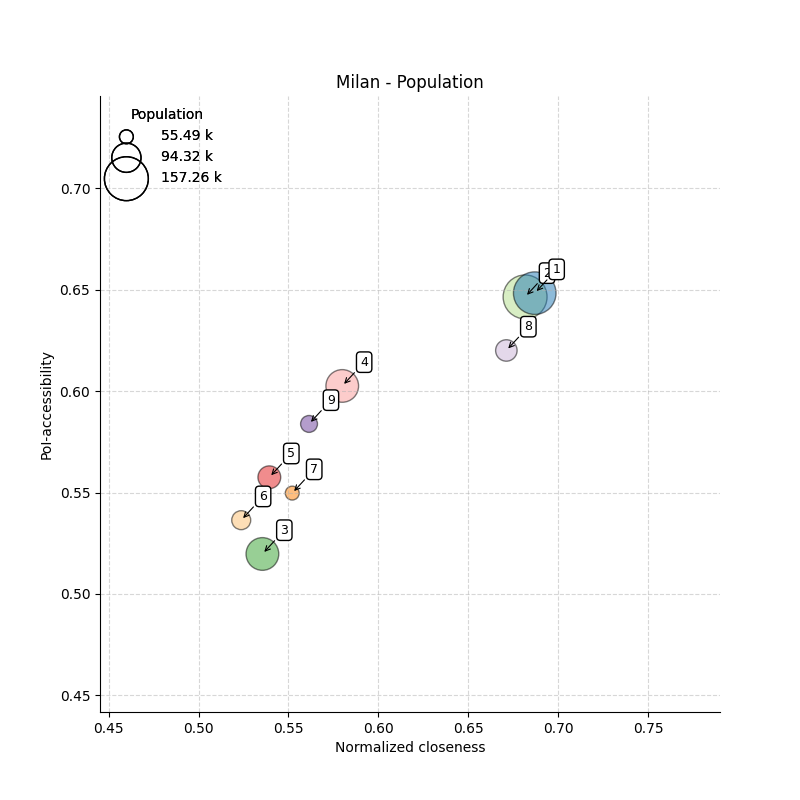 Milan - Population
Population
55.49 k
94.32 k
157.26 k
0.70
0.65
0.60
0.55
0.50
0.45
PoI-accessibility
2
1
8
4
9
5
7
6
3
0.45 0.50 0.55 0.60 0.65 0.70 0.75
Normalized closeness